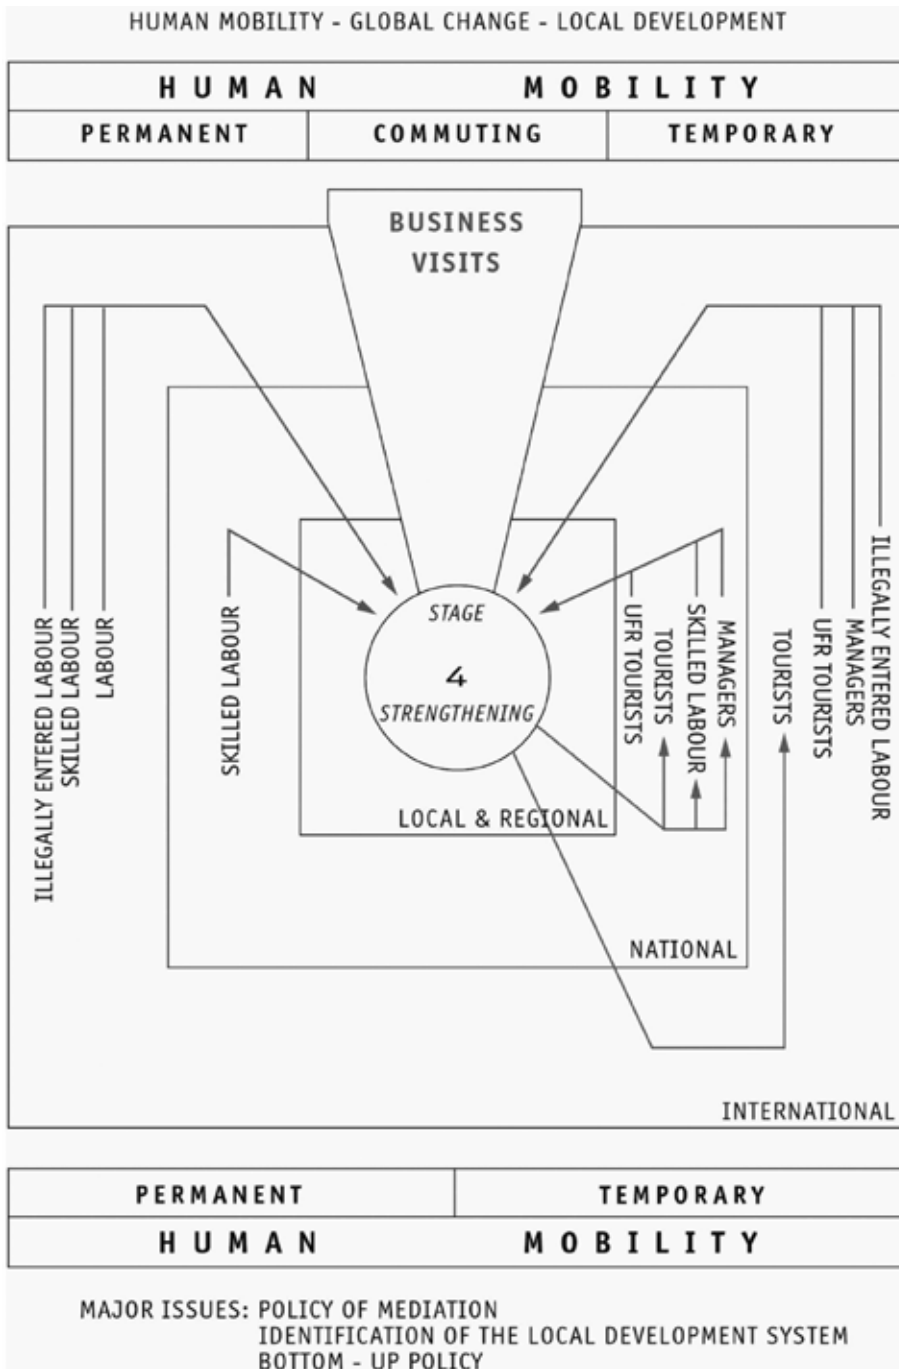 HUMAN MOBILITY - GLOBAL CHANGE - LOCAL DEVELOPMENT
HUMAN MOBILITY
PERMANENT COMMUTING TEMPORARY
BUSINESS
VISITS
ILLEGALLY ENTERED LABOUR
SKILLED LABOUR
LABOUR
SKILLED LABOUR
STAGE
4
STRENGTHENING
UFR TOURISTS
TOURISTS
SKILLED LABOUR
MANAGERS
TOURISTS
UFR TOURISTS
MANAGERS
ILLEGALLY ENTERED LABOUR
LOCAL & REGIONAL
NATIONAL
INTERNATIONAL
PERMANENT TEMPORARY
HUMAN MOBILITY
MAJOR ISSUES: POLICY OF MEDIATION
IDENTIFICATION OF THE LOCAL DEVELOPMENT SYSTEM
BOTTOM - UP POLICY